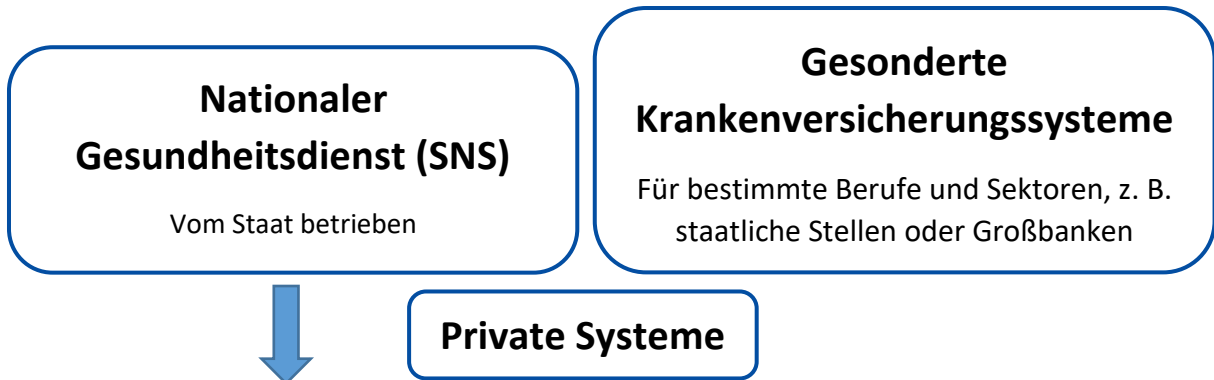 Nationaler
Gesundheitsdienst (SNS)
Vom Staat betrieben
Gesonderte
Krankenversicherungssysteme
Für bestimmte Berufe und Sektoren, z. B.
staatliche Stellen oder Großbanken
Private Systeme